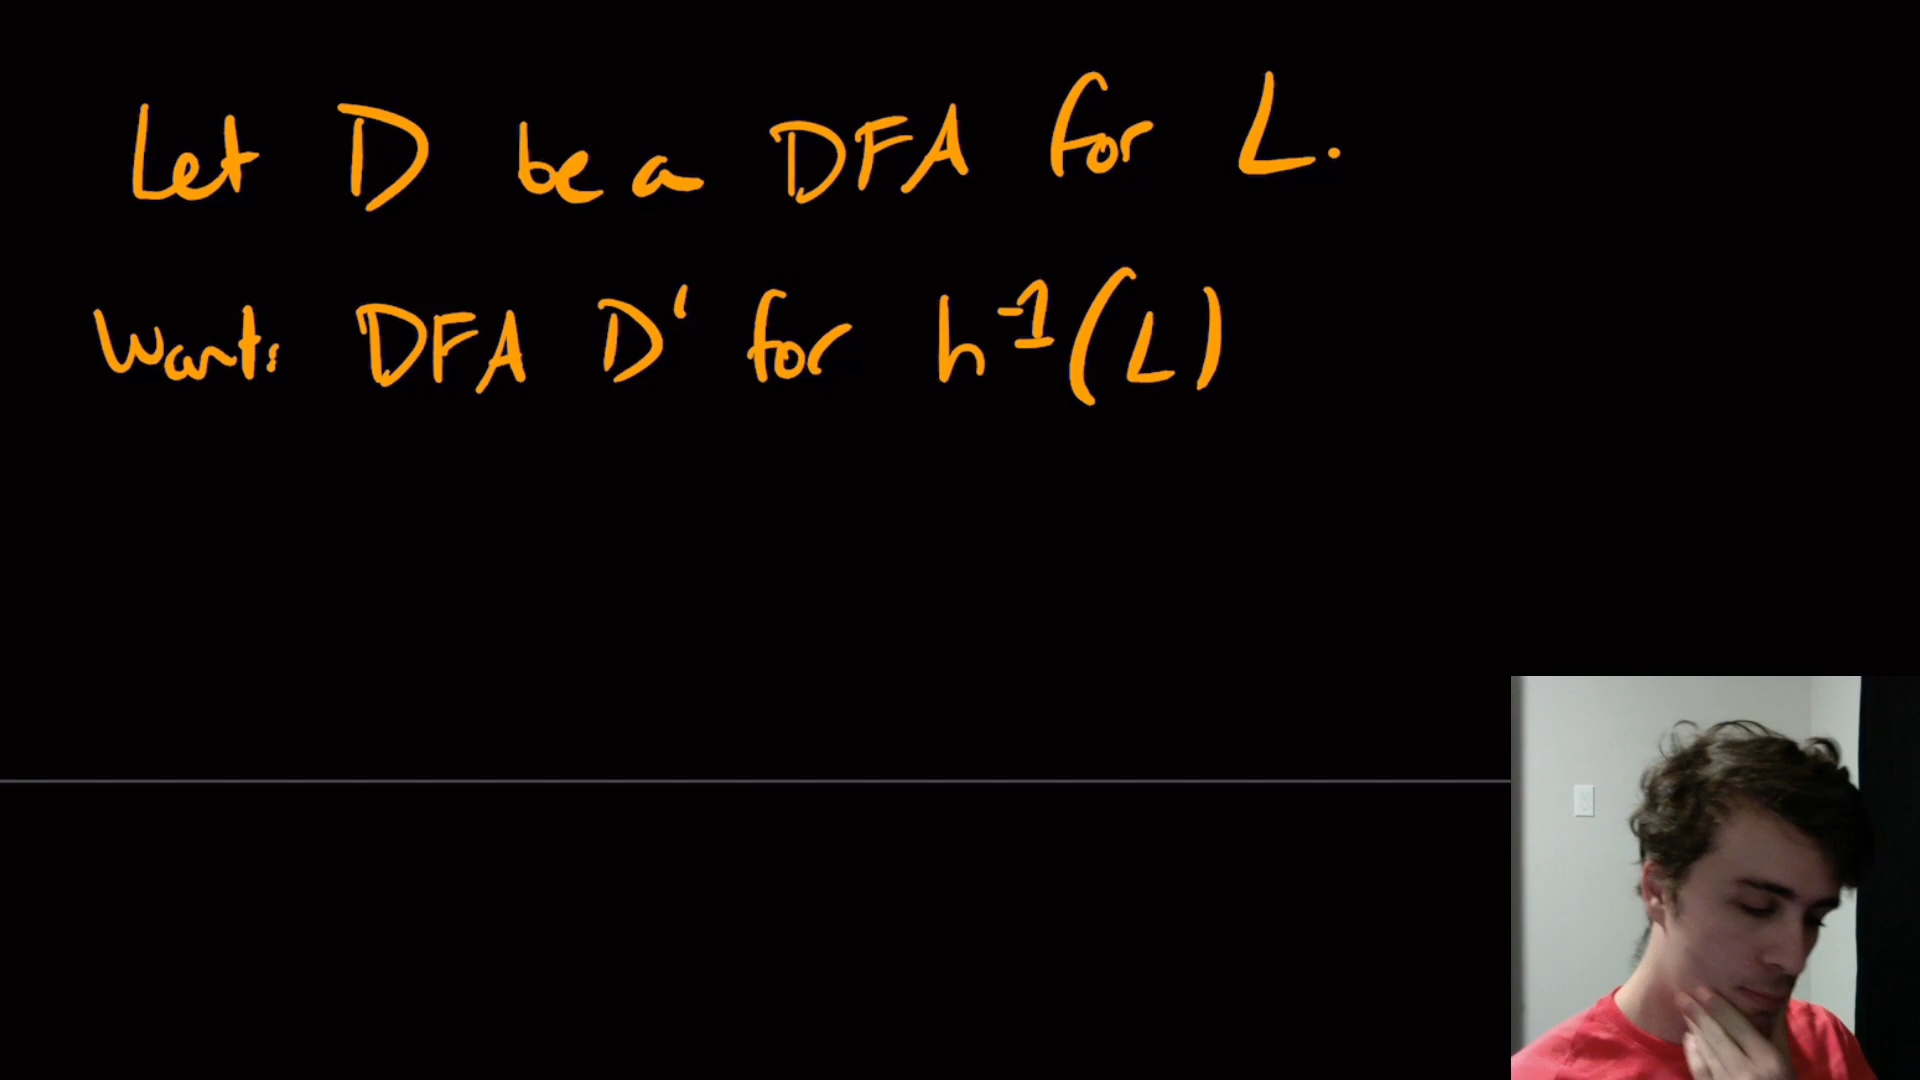 Let D be a DFA for L.
Want: DFA D' for h⁻¹(L)